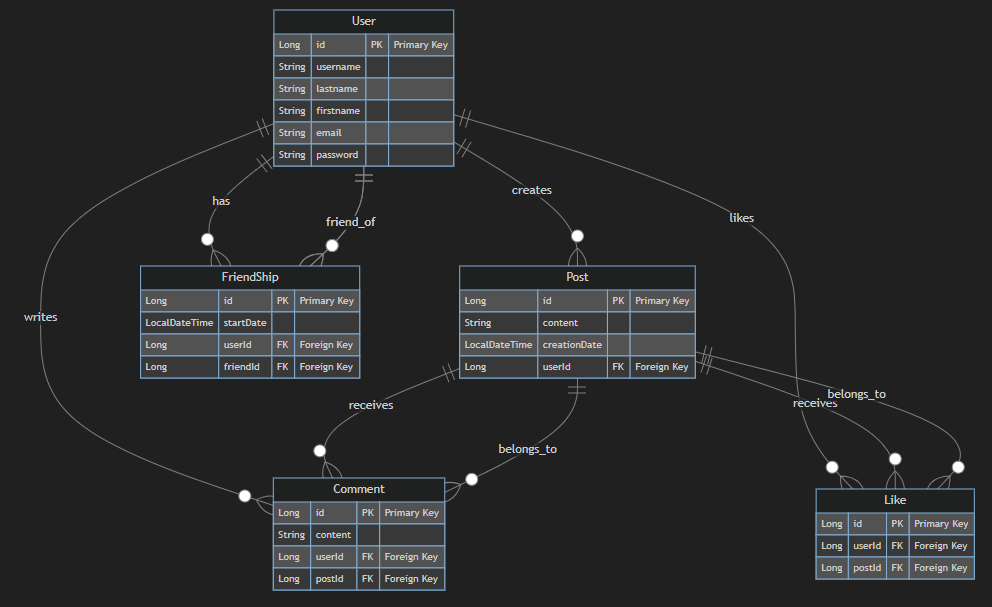 User
Long id PK Primary Key
String username
String lastname
String firstname
String email
String password
has
friend_of
creates
likes
writes
FriendShip
Long id PK Primary Key
LocalDateTime startDate
Long userId FK Foreign Key
Long friendId FK Foreign Key
Post
Long id PK Primary Key
String content
LocalDateTime creationDate
Long userId FK Foreign Key
receives
belongs_to
receives
belongs_to
Comment
Long id PK Primary Key
String content
Long userId FK Foreign Key
Long postId FK Foreign Key
Like
Long id PK Primary Key
Long userId FK Foreign Key
Long postId FK Foreign Key